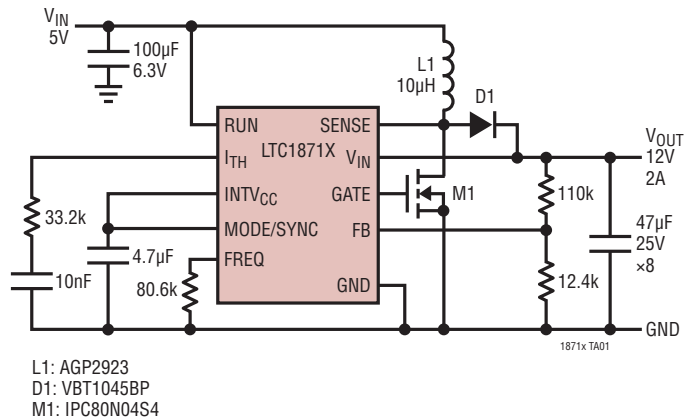 VIN
5V
100µF
6.3V
L1
10µH
D1
RUN
SENSE
LTC1871X
ITH
VIN
INTVCC
GATE
MODE/SYNC
FB
FREQ
GND
M1
VOUT
12V
2A
110k
47µF
25V
×8
12.4k
33.2k
10nF
4.7µF
80.6k
GND
1871x TA01
L1: AGP2923
D1: VBT1045BP
M1: IPC80N04S4